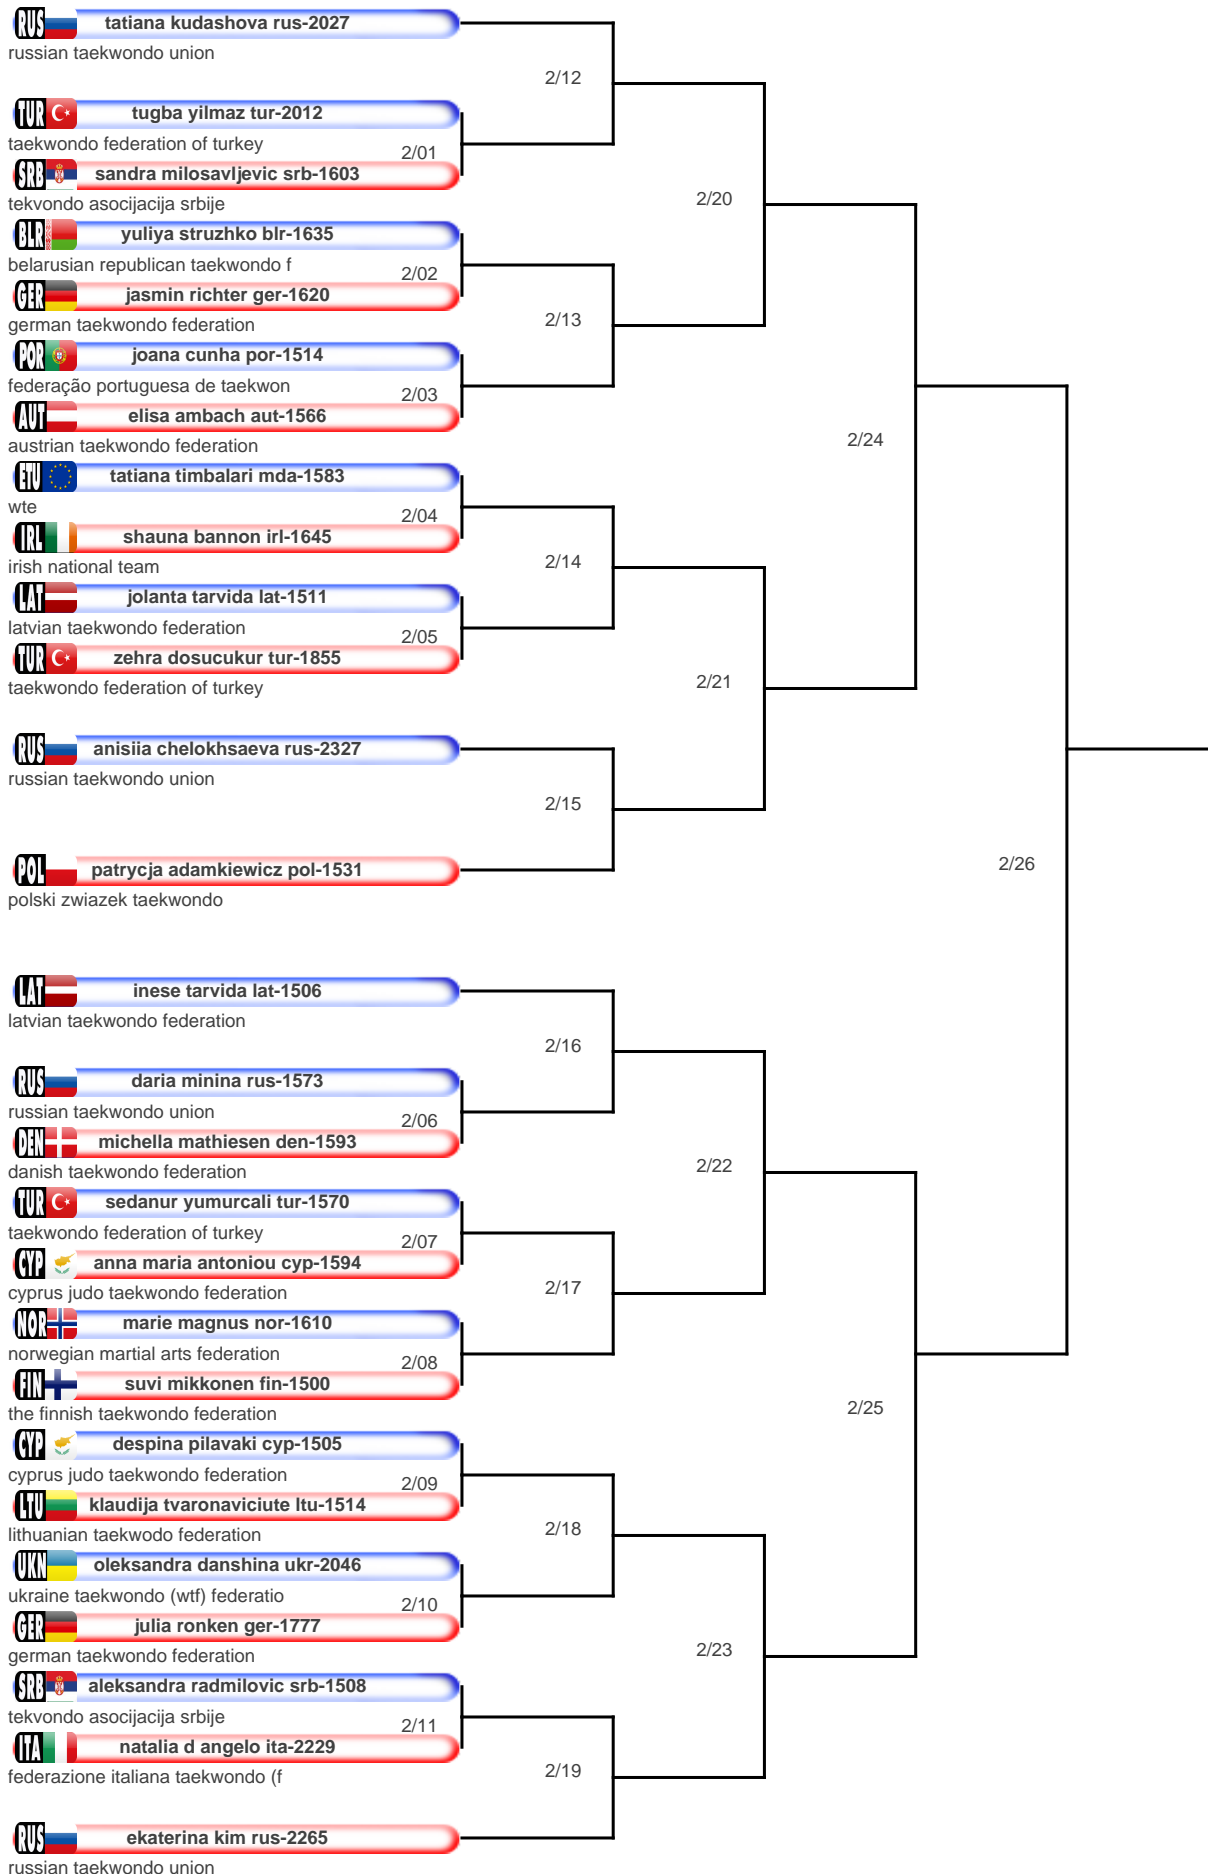 RUS tatiana kudashova rus-2027
russian taekwondo union
2/12
TUR tugba yilmaz tur-2012
taekwondo federation of turkey
2/01
SRB sandra milosavljevic srb-1603
tekvondo asocijacija srbije
2/20
BLR yuliya struzhko blr-1635
belarusian republican taekwondo f
2/02
GER jasmin richter ger-1620
german taekwondo federation
2/13
POR joana cunha por-1514
federação portuguesa de taekwon
2/03
AUT elisa ambach aut-1566
austrian taekwondo federation
2/24
ETU tatiana timbalari mda-1583
wte
2/04
IRL shauna bannon irl-1645
irish national team
2/14
LAT jolanta tarvida lat-1511
latvian taekwondo federation
2/05
TUR zehra dosucukur tur-1855
taekwondo federation of turkey
2/21
RUS anisiia chelokhsaeva rus-2327
russian taekwondo union
2/15
POL patrycja adamkiewicz pol-1531
2/26
polski zwiazek taekwondo
LAT inese tarvida lat-1506
latvian taekwondo federation
2/16
RUS daria minina rus-1573
russian taekwondo union
2/06
DEN michella mathiesen den-1593
danish taekwondo federation
2/22
TUR sedanur yumurcali tur-1570
taekwondo federation of turkey
2/07
CYP anna maria antoniou cyp-1594
cyprus judo taekwondo federation
2/17
NOR marie magnus nor-1610
norwegian martial arts federation
2/08
FIN suvi mikkonen fin-1500
the finnish taekwondo federation
2/25
CYP despina pilavaki cyp-1505
cyprus judo taekwondo federation
2/09
LTU klaudija tvaronaviciute ltu-1514
lithuanian taekwodo federation
2/18
UKN oleksandra danshina ukr-2046
ukraine taekwondo (wtf) federatio
2/10
GER julia ronken ger-1777
german taekwondo federation
2/23
SRB aleksandra radmilovic srb-1508
tekvondo asocijacija srbije
2/11
ITA natalia d angelo ita-2229
federazione italiana taekwondo (f
2/19
RUS ekaterina kim rus-2265
russian taekwondo union